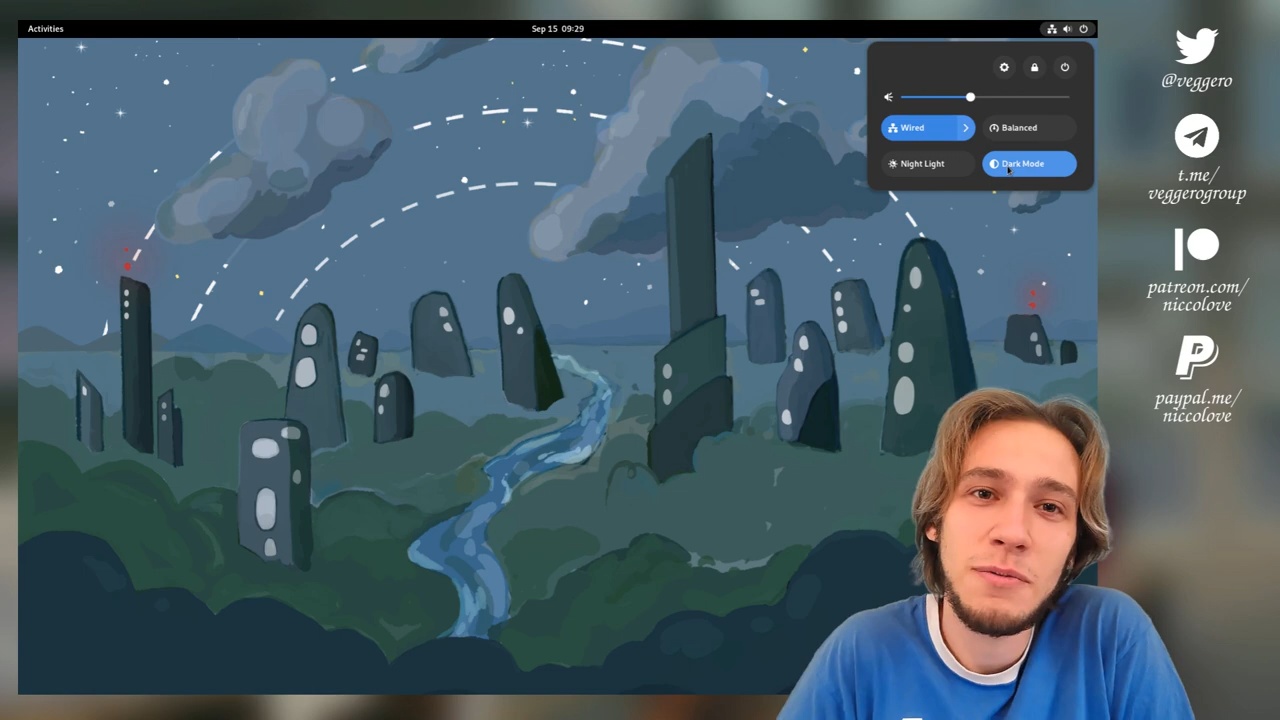 Activities
Sep 15 09:29
Wired
Balanced
Night Light
Dark Mode
@veggero
t.me/
veggerogroup
patreon.com/
niccolove
paypal.me/
niccolove